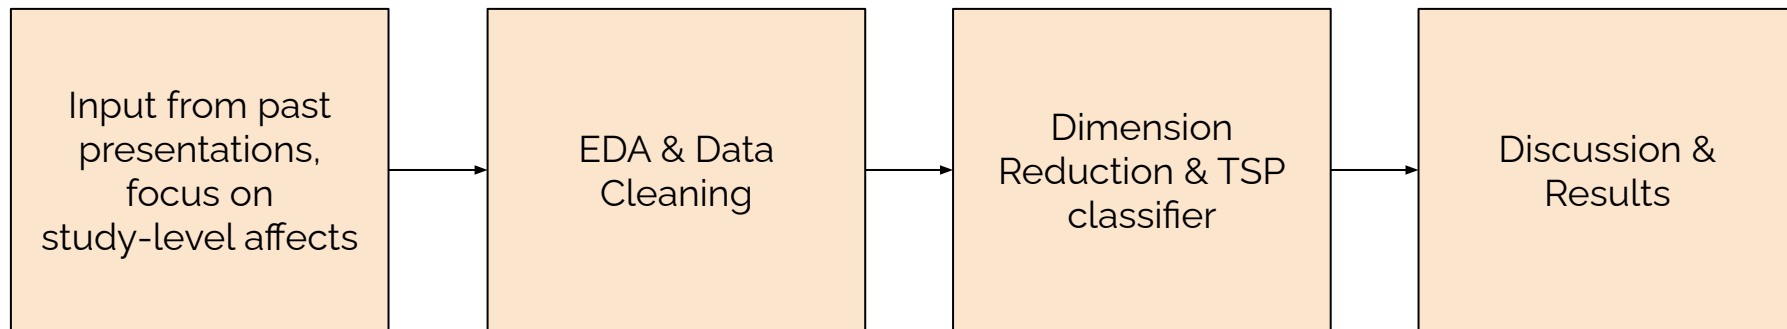 Input from past
presentations,
focus on
study-level affects
EDA & Data
Cleaning
Dimension
Reduction & TSP
classifier
Discussion &
Results